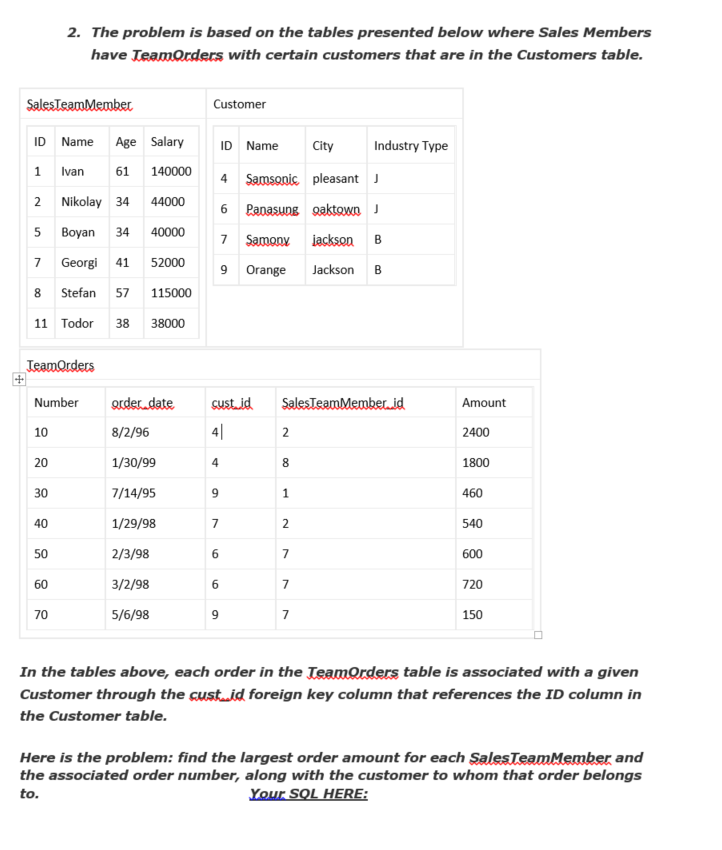 2. The problem is based on the tables presented below where Sales Members
have TeamOrders with certain customers that are in the Customers table.
SalesTeamMember
ID Name Age Salary
1 Ivan 61 140000
2 Nikolay 34 44000
5 Boyan 34 40000
7 Georgi 41 52000
8 Stefan 57 115000
11 Todor 38 38000
Customer
ID Name City Industry Type
4 Samsonic pleasant J
6 Panasung oaktown J
7 Samony jackson B
9 Orange Jackson B
TeamOrders
Number order_date cust_id SalesTeamMember_id Amount
10 8/2/96 4 2 2400
20 1/30/99 4 8 1800
30 7/14/95 9 1 460
40 1/29/98 7 2 540
50 2/3/98 6 7 600
60 3/2/98 6 7 720
70 5/6/98 9 7 150
In the tables above, each order in the TeamOrders table is associated with a given
Customer through the cust_id foreign key column that references the ID column in
the Customer table.
Here is the problem: find the largest order amount for each SalesTeamMember and
the associated order number, along with the customer to whom that order belongs
to. Your SQL HERE: